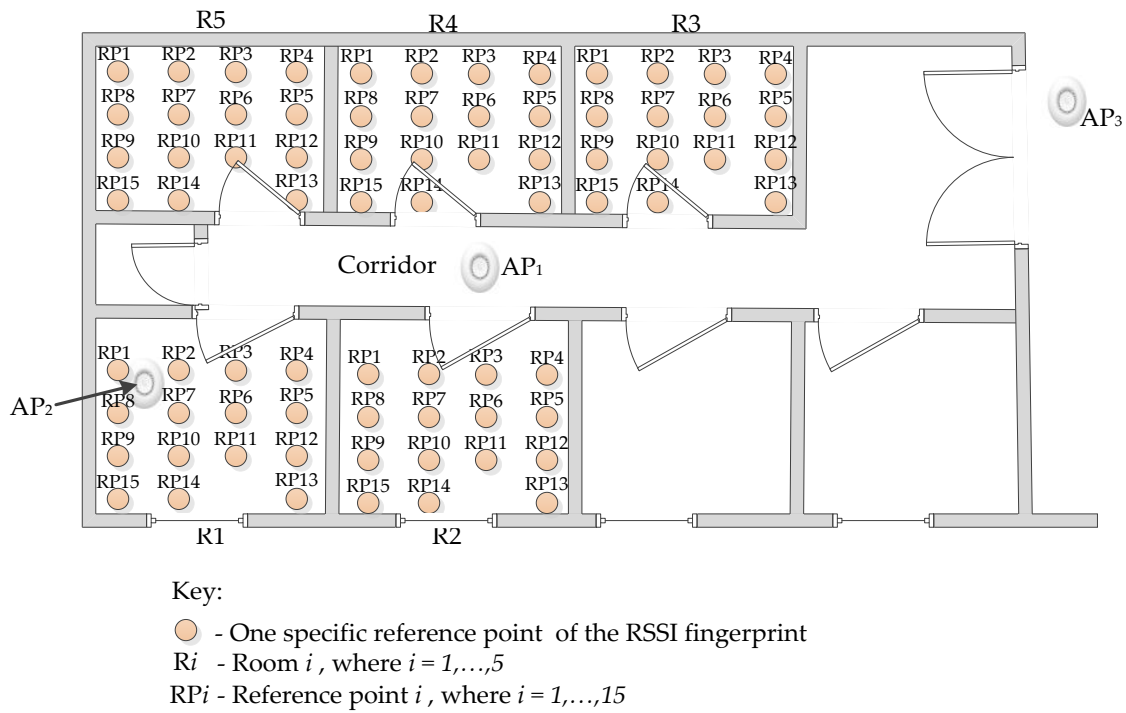 R5 R4 R3
RP1 RP2 RP3 RP4 RP1 RP2 RP3 RP4 RP1 RP2 RP3 RP4
RP8 RP7 RP6 RP5 RP8 RP7 RP6 RP5 RP8 RP7 RP6 RP5
AP3
RP9 RP10 RP11 RP12 RP9 RP10 RP11 RP12 RP9 RP10 RP11 RP12
RP15 RP14 RP13 RP15 RP14 RP13 RP15 RP14 RP13
Corridor AP1
RP1 RP2 RP3 RP4 RP1 RP2 RP3 RP4
AP2
RP8 RP7 RP6 RP5 RP8 RP7 RP6 RP5
RP9 RP10 RP11 RP12 RP9 RP10 RP11 RP12
RP15 RP14 RP13 RP15 RP14 RP13
R1 R2
Key:
- One specific reference point of the RSSI fingerprint
Ri - Room i , where i = 1,…,5
RPi - Reference point i , where i = 1,…,15